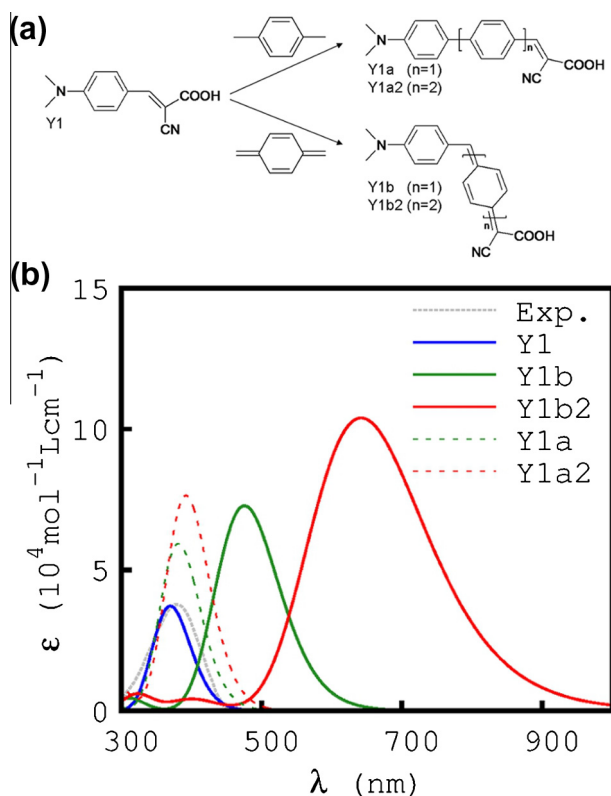 (a)
N
COOH
CN
Y1
N
n
COOH
NC
Y1a (n=1)
Y1a2 (n=2)
N
Y1b (n=1)
Y1b2 (n=2)
n
COOH
NC
(b)
15
10
5
0
ε (10⁴mol⁻¹Lcm⁻¹)
Exp.
Y1
Y1b
Y1b2
Y1a
Y1a2
300 500 700 900
λ (nm)